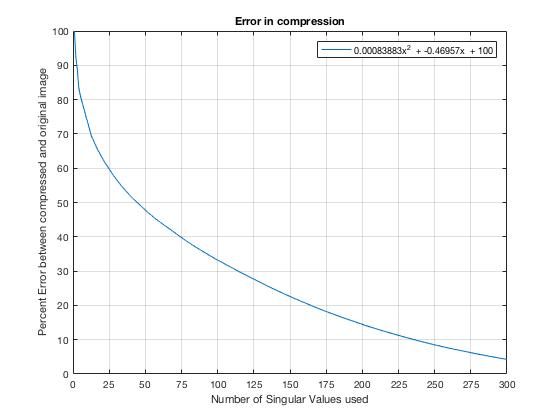 Error in compression
0.00083883x² + -0.46957x + 100
Percent Error between compressed and original image
100
90
80
70
60
50
40
30
20
10
0
0 25 50 75 100 125 150 175 200 225 250 275 300
Number of Singular Values used